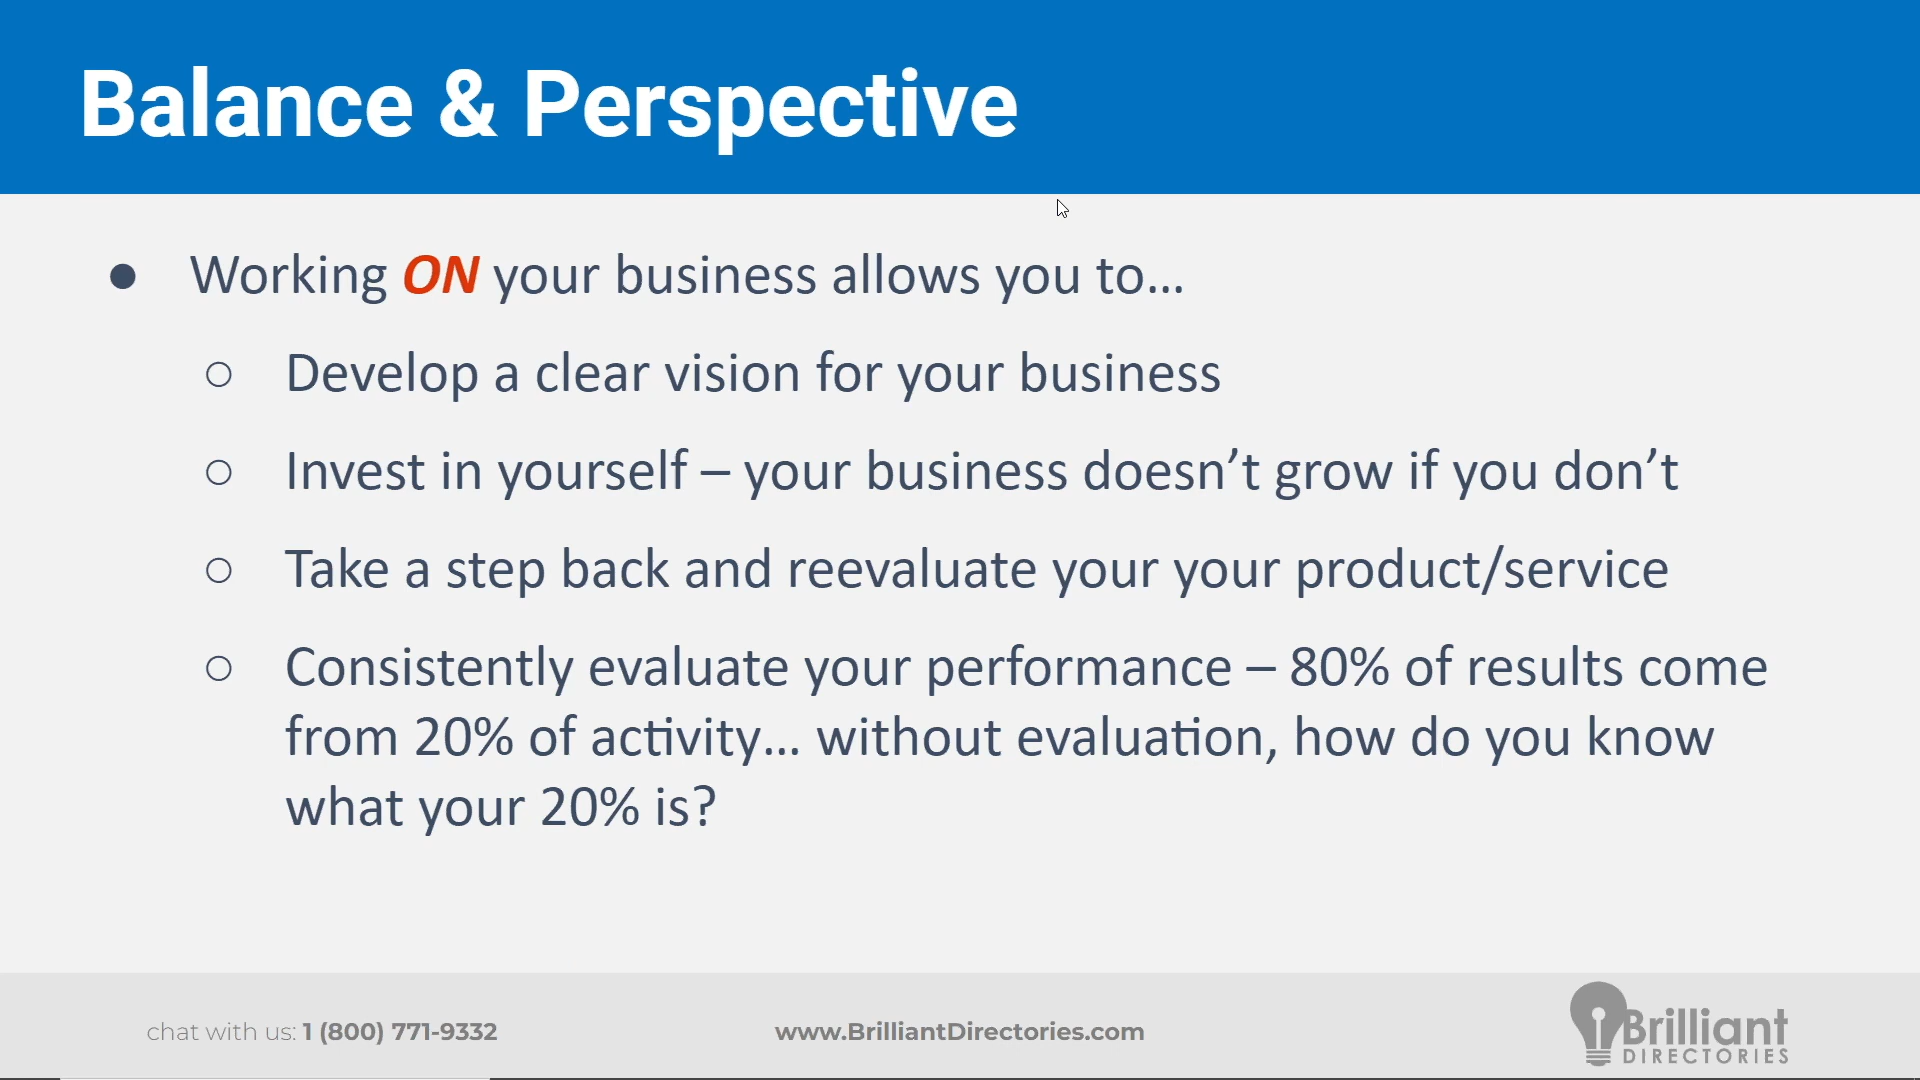 Balance & Perspective
● Working ON your business allows you to…
○ Develop a clear vision for your business
○ Invest in yourself – your business doesn’t grow if you don’t
○ Take a step back and reevaluate your your product/service
○ Consistently evaluate your performance – 80% of results come
from 20% of activity… without evaluation, how do you know
what your 20% is?
chat with us: 1 (800) 771-9332
www.BrilliantDirectories.com
Brilliant
DIRECTORIES